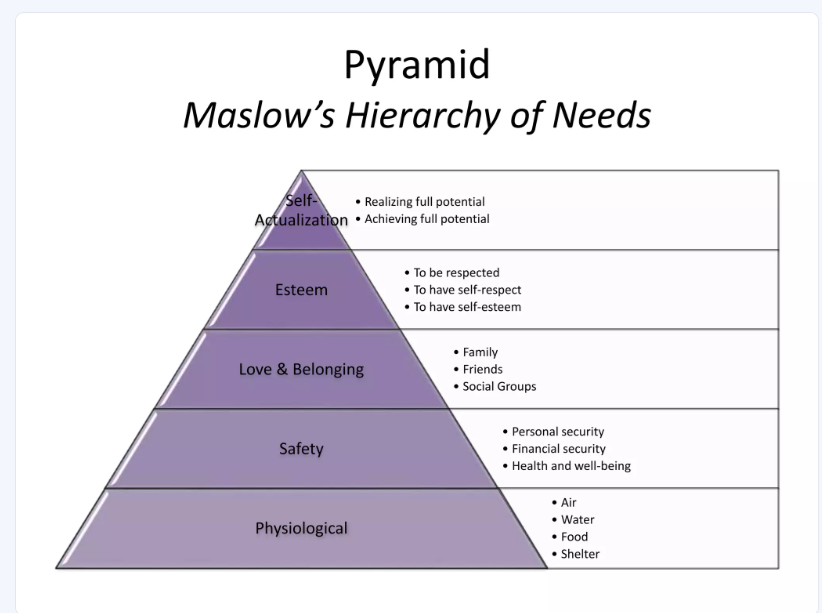 Pyramid
Maslow’s Hierarchy of Needs
Self-
Actualization
• Realizing full potential
• Achieving full potential
Esteem
• To be respected
• To have self-respect
• To have self-esteem
Love & Belonging
• Family
• Friends
• Social Groups
Safety
• Personal security
• Financial security
• Health and well-being
Physiological
• Air
• Water
• Food
• Shelter